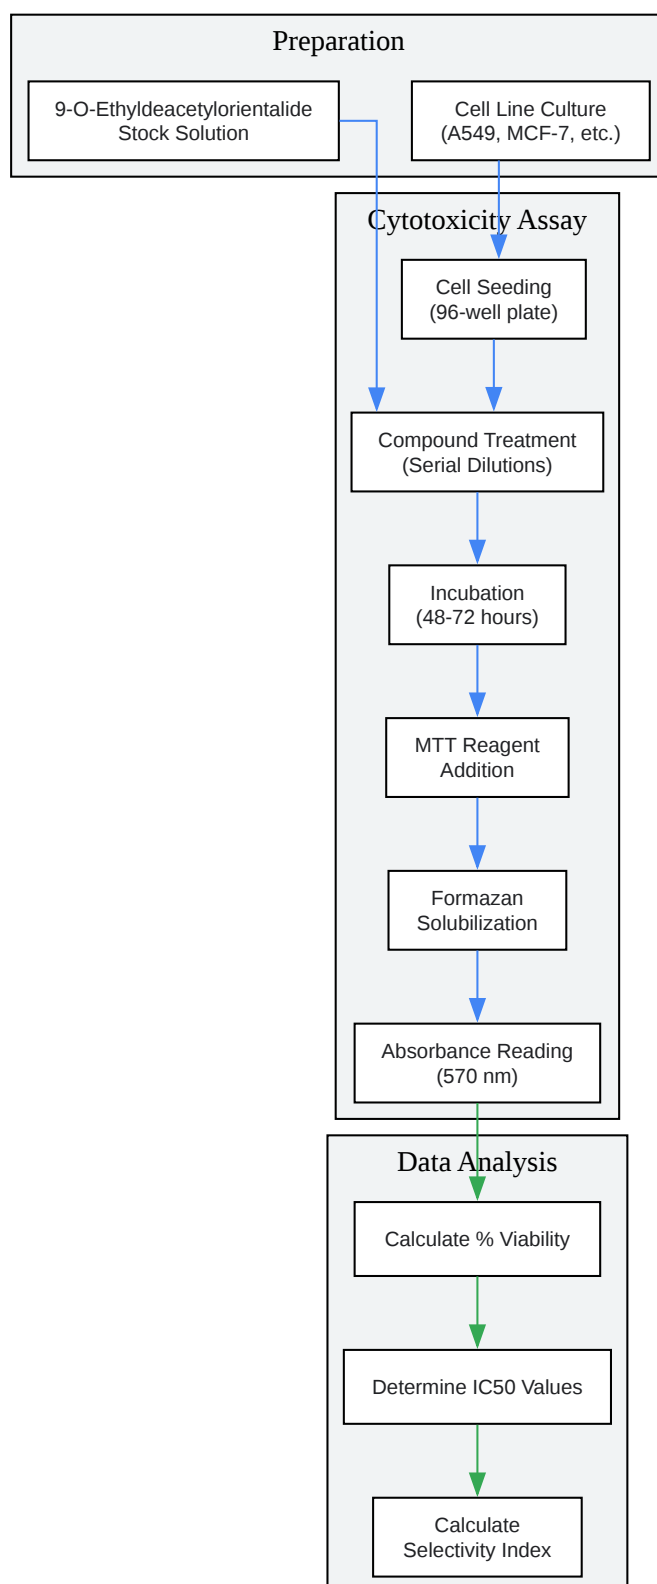 Preparation
9-O-Ethyldeacetylorientalide
Stock Solution
Cell Line Culture
(A549, MCF-7, etc.)
Cytotoxicity Assay
Cell Seeding
(96-well plate)
Compound Treatment
(Serial Dilutions)
Incubation
(48-72 hours)
MTT Reagent
Addition
Formazan
Solubilization
Absorbance Reading
(570 nm)
Data Analysis
Calculate % Viability
Determine IC50 Values
Calculate
Selectivity Index